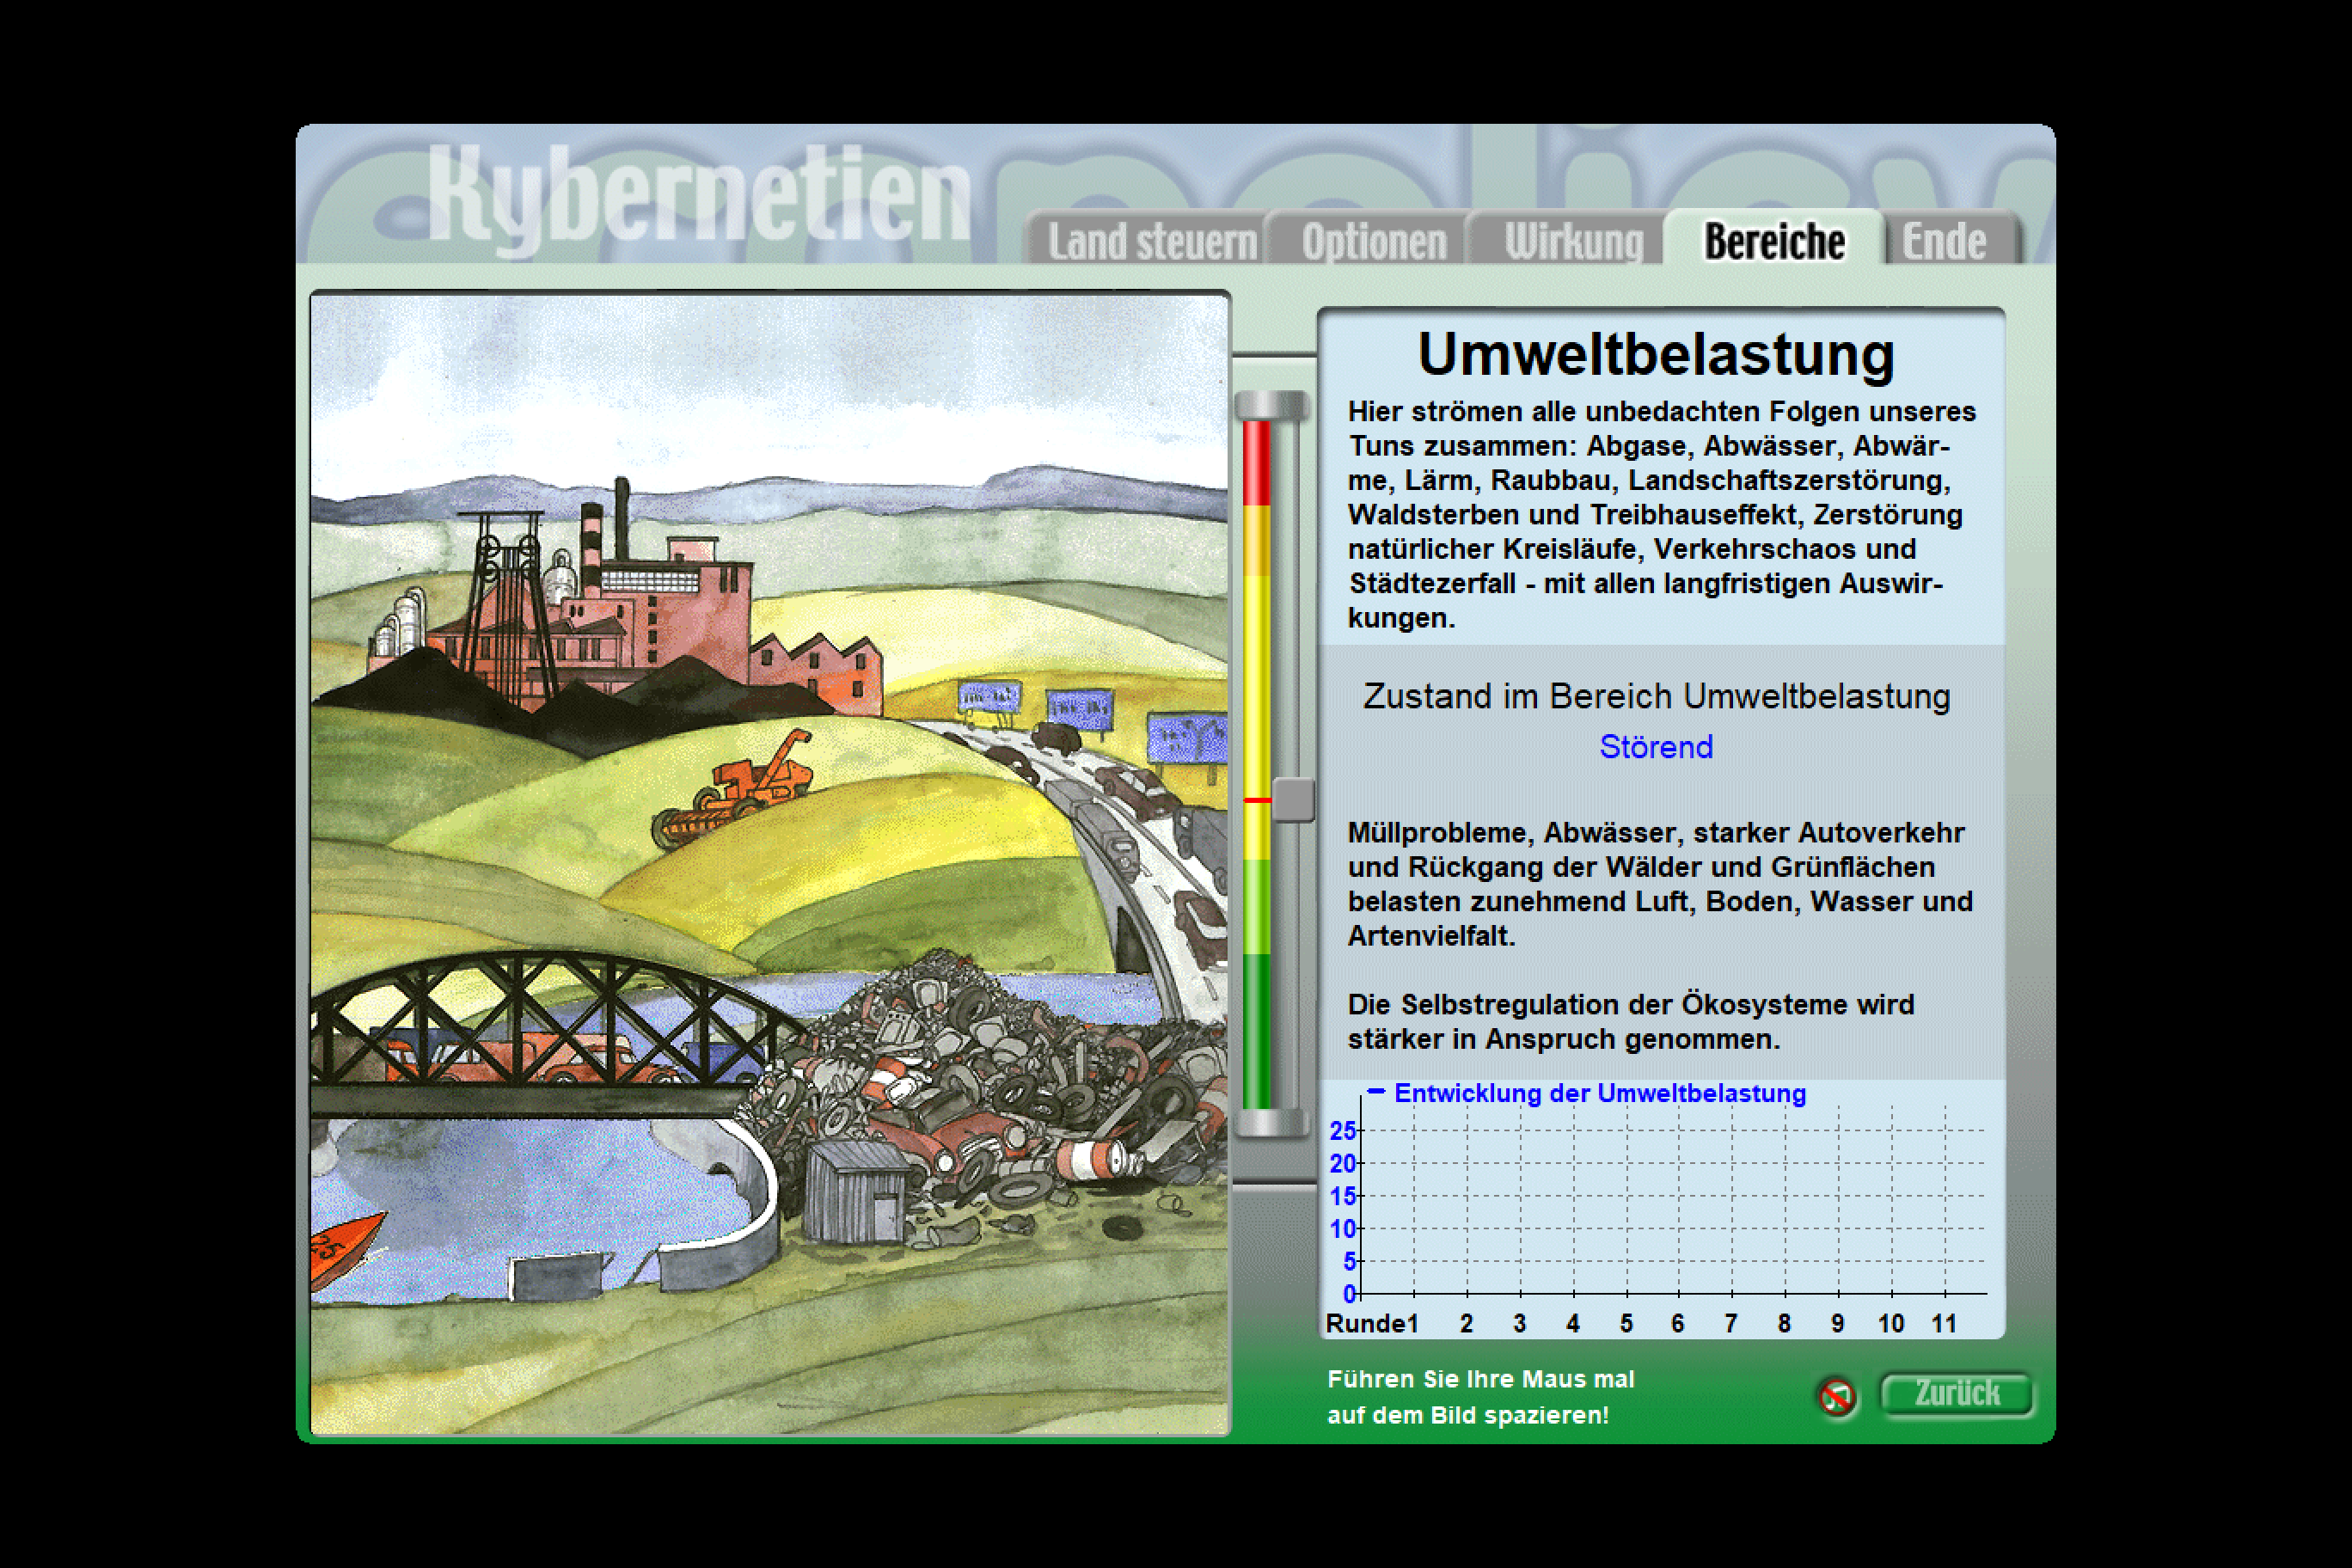 Kybernetien
Land steuern Optionen Wirkung Bereiche Ende
Umweltbelastung
Hier strömen alle unbedachten Folgen unseres
Tuns zusammen: Abgase, Abwässer, Abwär-
me, Lärm, Raubbau, Landschaftszerstörung,
Waldsterben und Treibhauseffekt, Zerstörung
natürlicher Kreisläufe, Verkehrschaos und
Städtezerfall - mit allen langfristigen Auswir-
kungen.
Zustand im Bereich Umweltbelastung
Störend
Müllprobleme, Abwässer, starker Autoverkehr
und Rückgang der Wälder und Grünflächen
belasten zunehmend Luft, Boden, Wasser und
Artenvielfalt.
Die Selbstregulation der Ökosysteme wird
stärker in Anspruch genommen.
Entwicklung der Umweltbelastung
25
20
15
10
5
0
Runde1 2 3 4 5 6 7 8 9 10 11
25
Führen Sie Ihre Maus mal
auf dem Bild spazieren!
Zurück